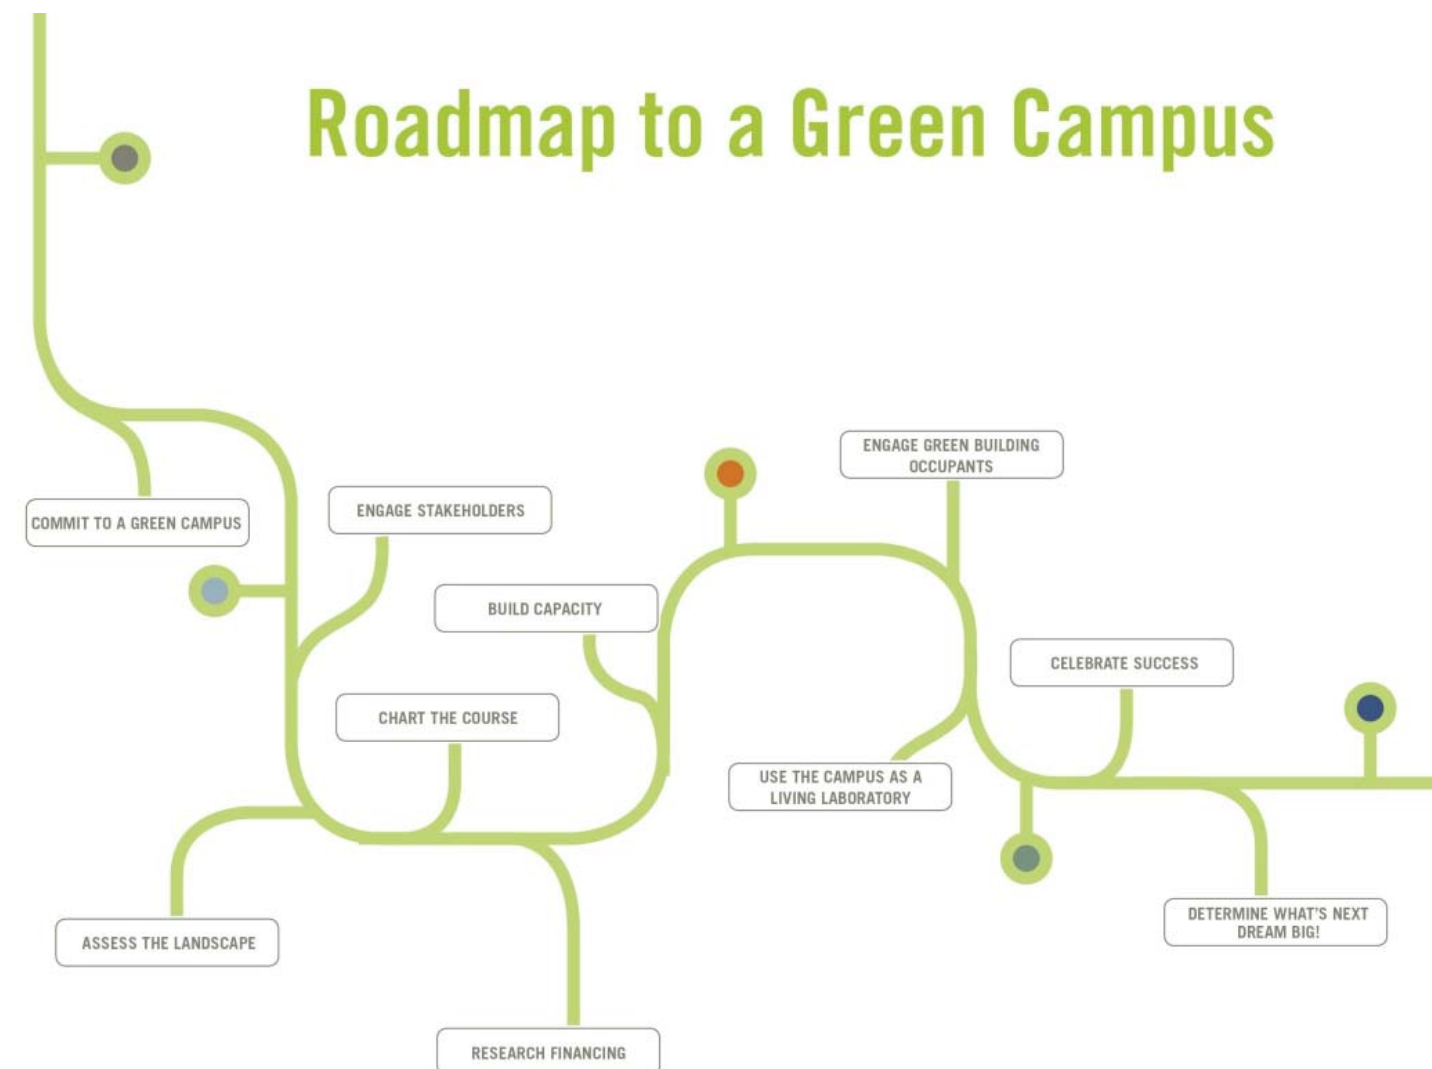 Roadmap to a Green Campus
COMMIT TO A GREEN CAMPUS
ENGAGE STAKEHOLDERS
ASSESS THE LANDSCAPE
CHART THE COURSE
RESEARCH FINANCING
BUILD CAPACITY
ENGAGE GREEN BUILDING
OCCUPANTS
USE THE CAMPUS AS A
LIVING LABORATORY
CELEBRATE SUCCESS
DETERMINE WHAT'S NEXT
DREAM BIG!